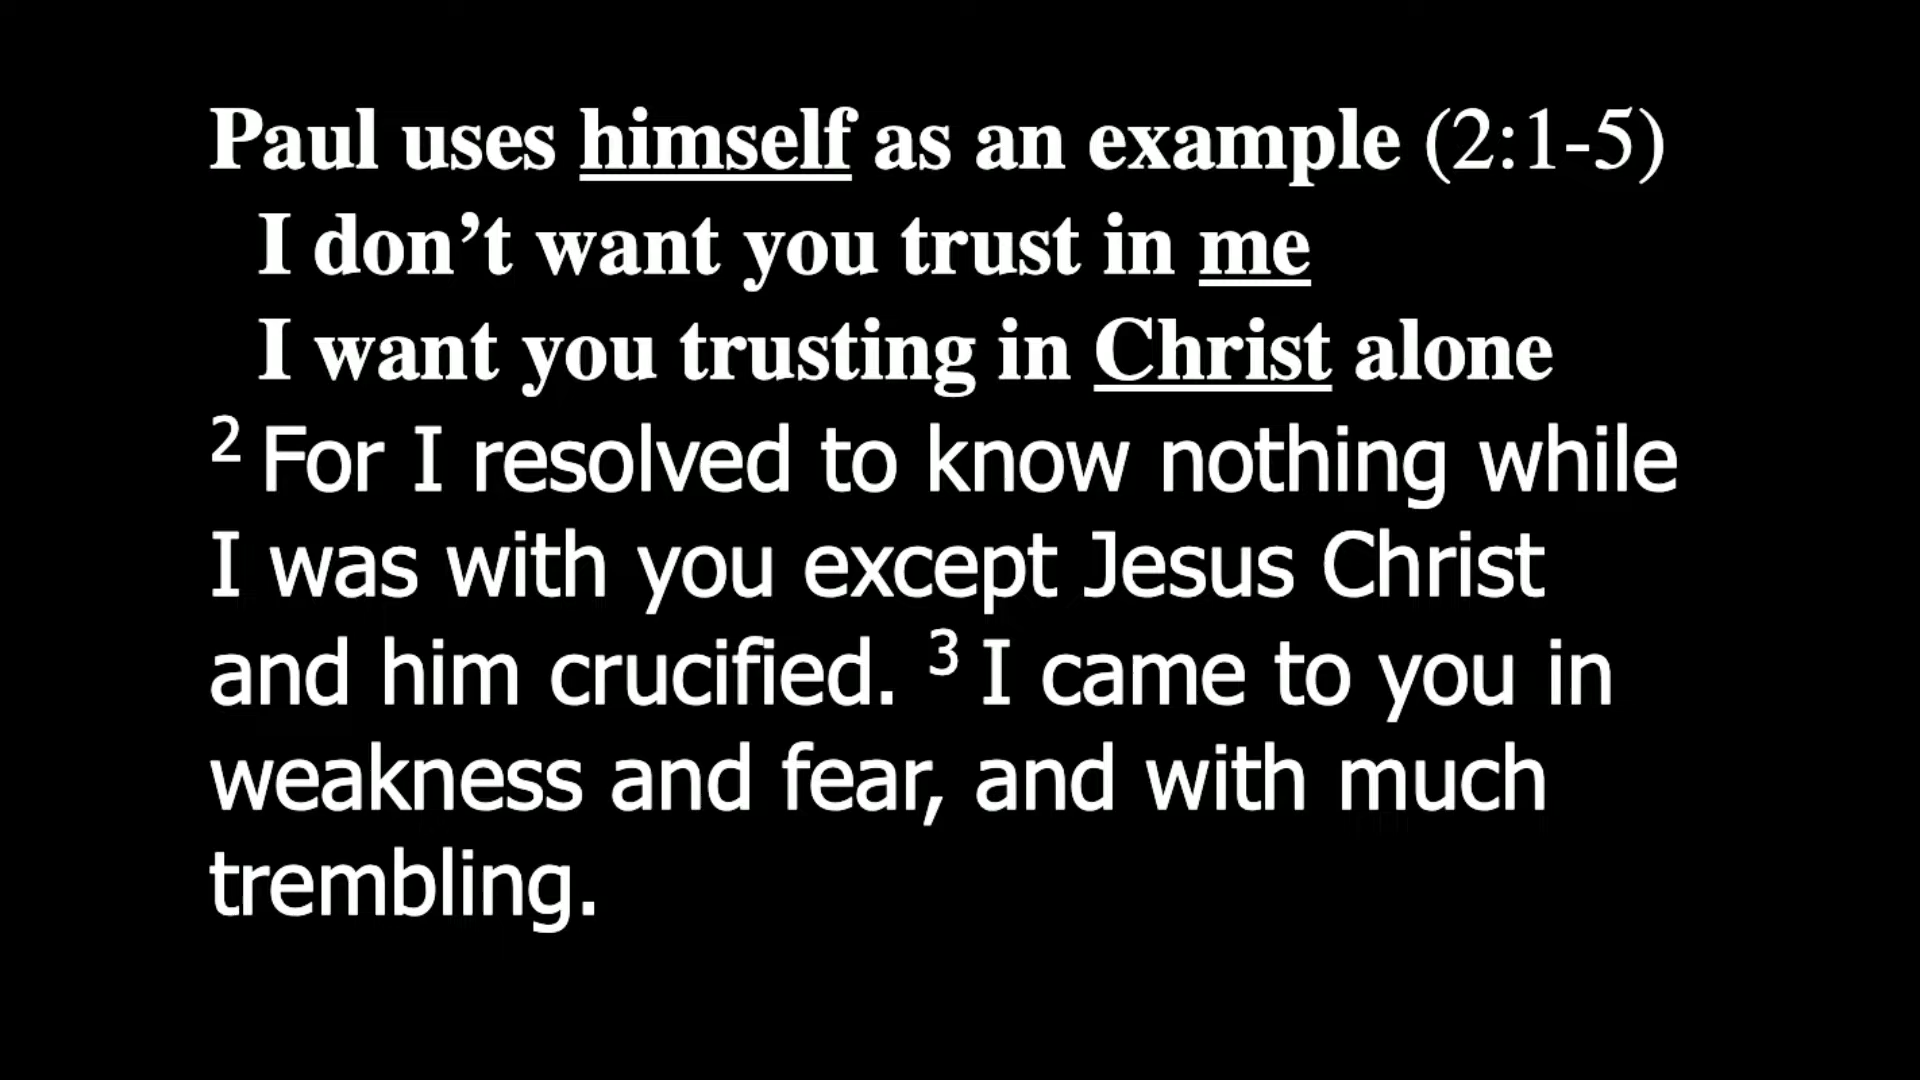 Paul uses himself as an example (2:1-5)
I don’t want you trust in me
I want you trusting in Christ alone
2 For I resolved to know nothing while
I was with you except Jesus Christ
and him crucified. 3 I came to you in
weakness and fear, and with much
trembling.